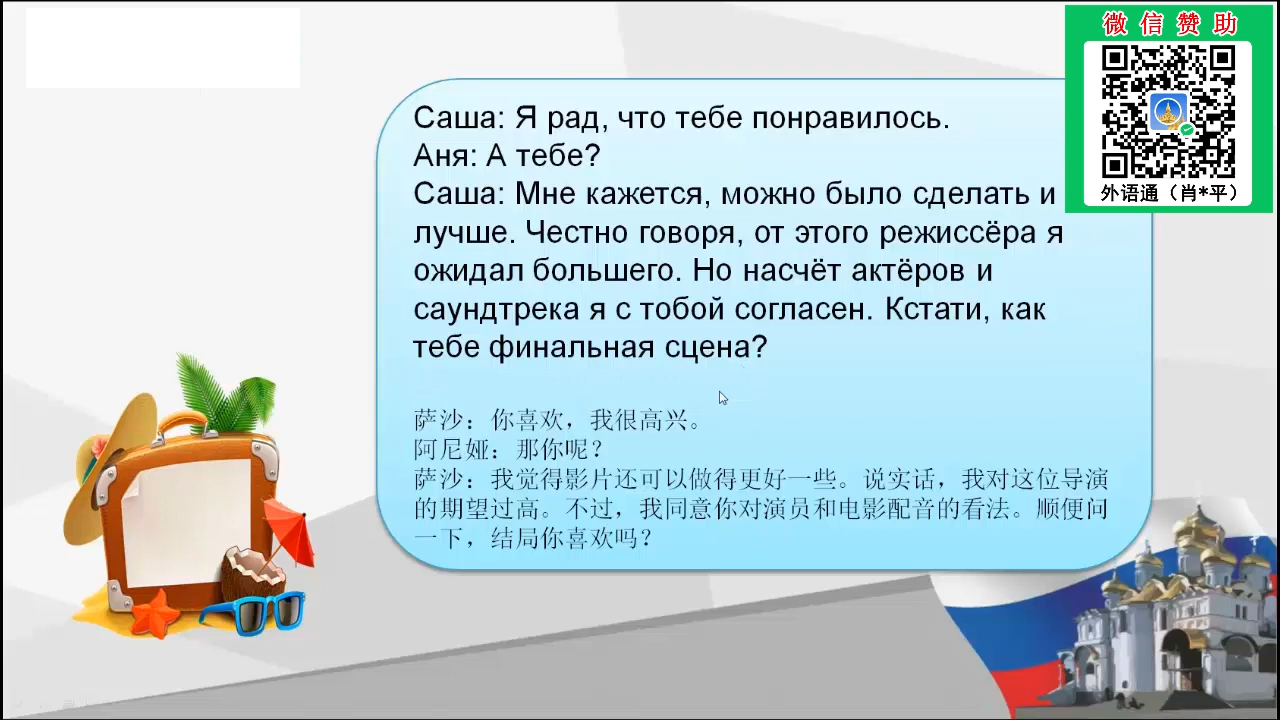 微信赞助
外语通（肖*平）
Саша: Я рад, что тебе понравилось.
Аня: А тебе?
Саша: Мне кажется, можно было сделать и
лучше. Честно говоря, от этого режиссёра я
ожидал большего. Но насчёт актёров и
саундтрека я с тобой согласен. Кстати, как
тебе финальная сцена?
萨沙：你喜欢，我很高兴。
阿尼娅：那你呢？
萨沙：我觉得影片还可以做得更好一些。说实话，我对这位导演
的期望过高。不过，我同意你对演员和电影配音的看法。顺便问
一下，结局你喜欢吗？